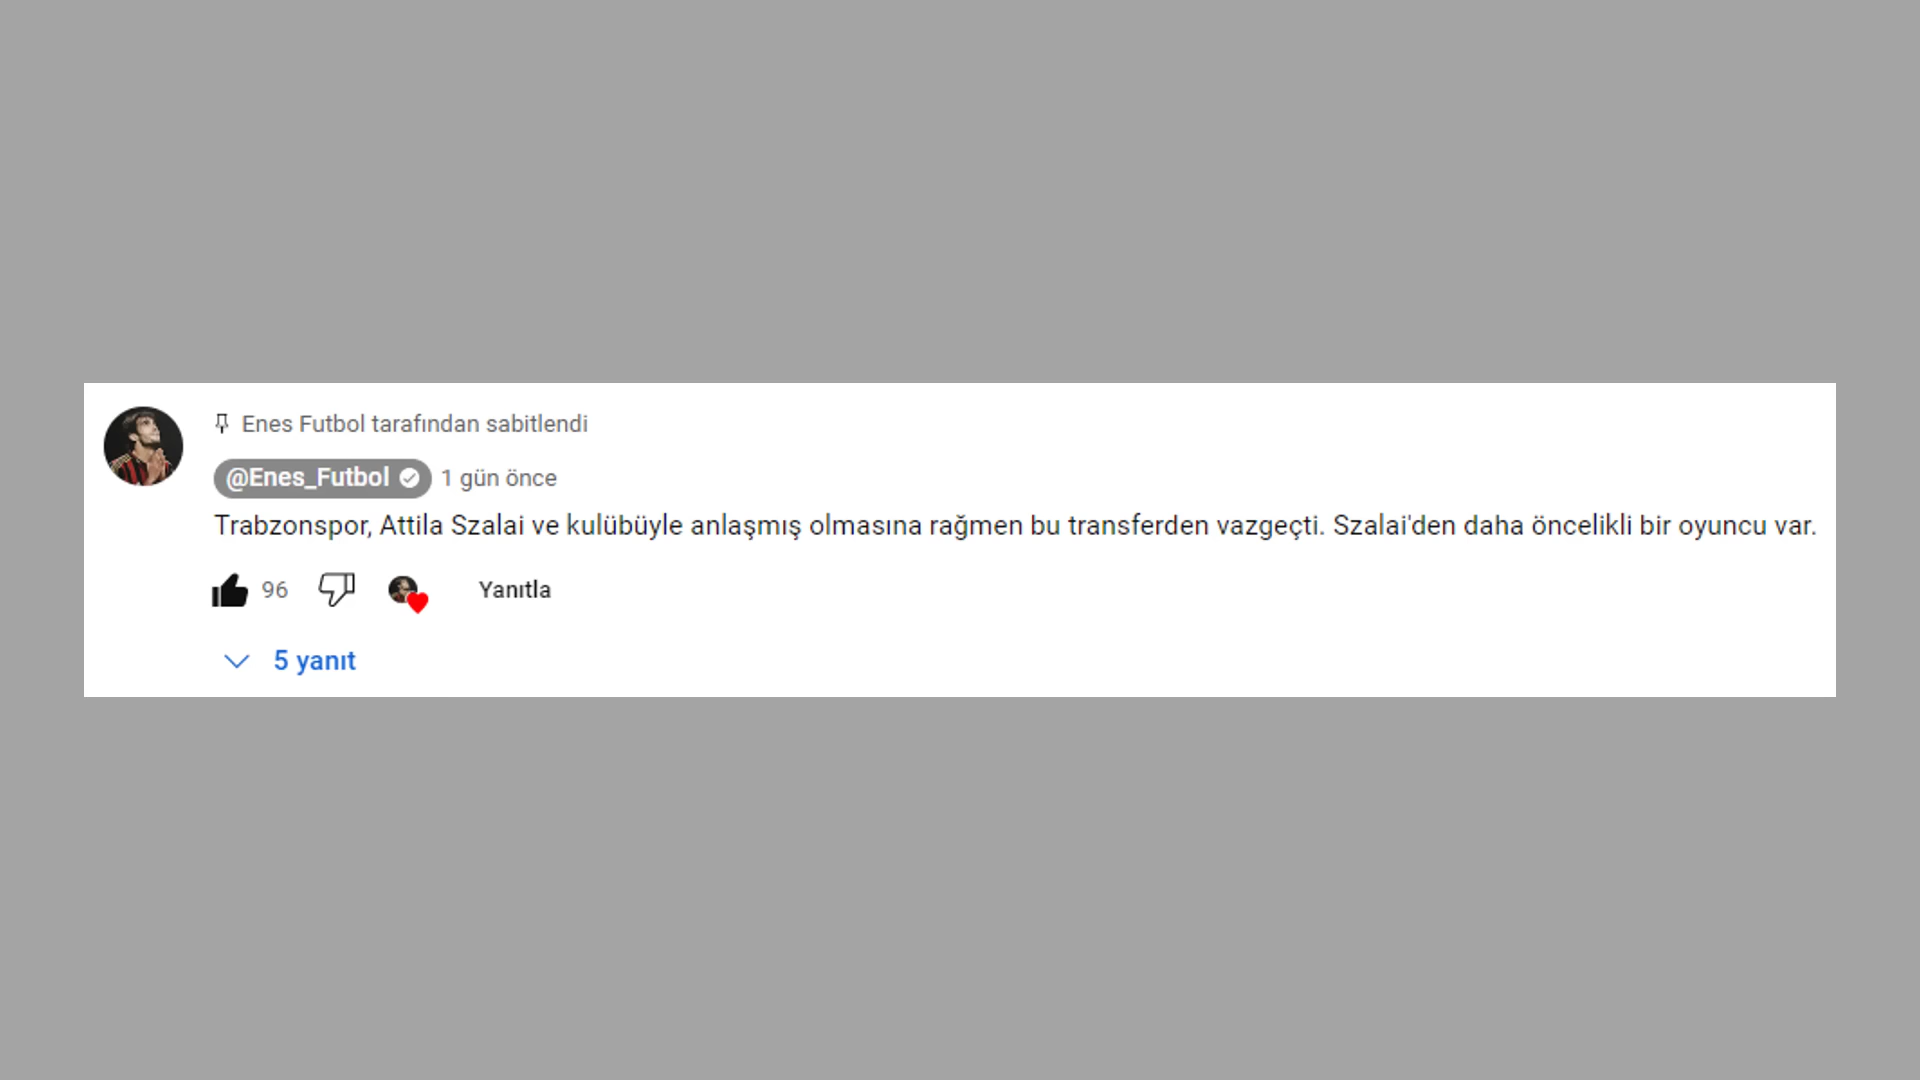 Enes Futbol tarafından sabitlendi
@Enes_Futbol 1 gün önce
Trabzonspor, Attila Szalai ve kulübüyle anlaşmış olmasına rağmen bu transferden vazgeçti. Szalai'den daha öncelikli bir oyuncu var.
96 Yanıtla
5 yanıt